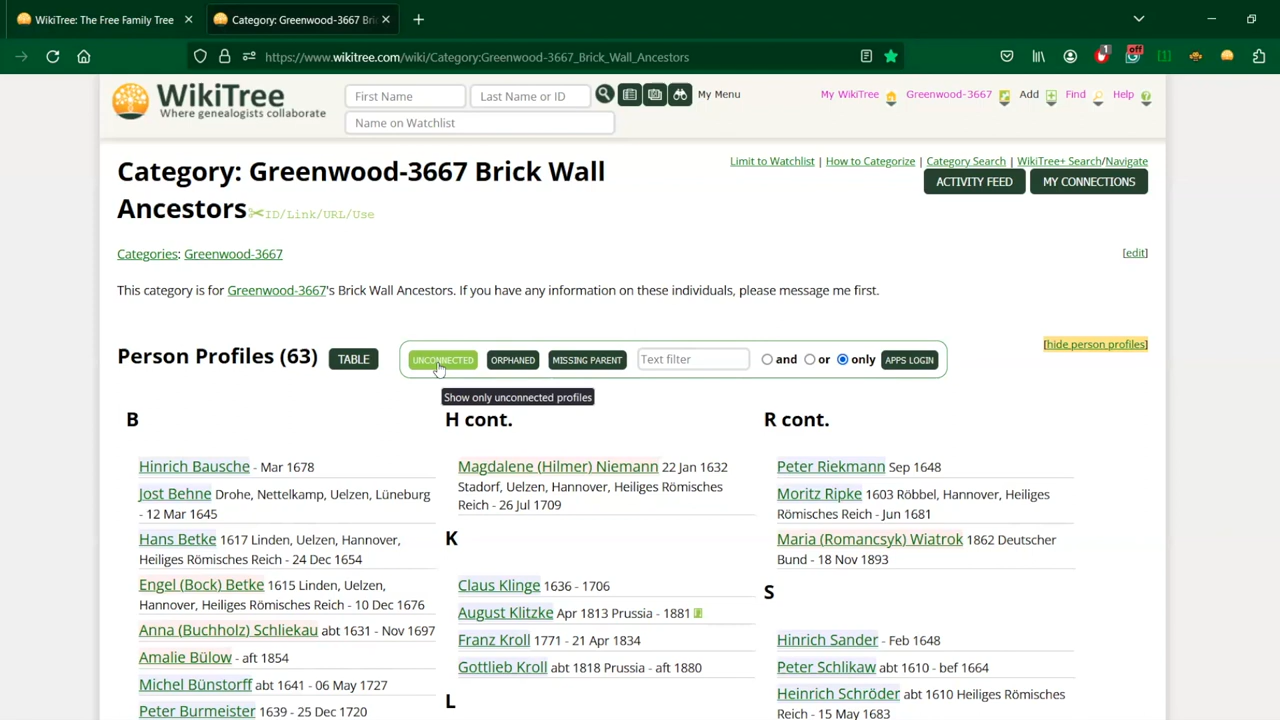 WikiTree: The Free Family Tree
Category: Greenwood-3667 Bri
https://www.wikitree.com/wiki/Category:Greenwood-3667_Brick_Wall_Ancestors
1
off
WikiTree
Where genealogists collaborate
First Name
Last Name or ID
My Menu
Name on Watchlist
My WikiTree
Greenwood-3667
Add
Find
Help
Category: Greenwood-3667 Brick Wall
Ancestors ID/Link/URL/Use
Limit to Watchlist | How to Categorize | Category Search | WikiTree+ Search/Navigate
ACTIVITY FEED
MY CONNECTIONS
Categories: Greenwood-3667
[edit]
This category is for Greenwood-3667's Brick Wall Ancestors. If you have any information on these individuals, please message me first.
Person Profiles (63)
TABLE
UNCONNECTED
ORPHANED
MISSING PARENT
Text filter
and
or
only
APPS LOGIN
[hide person profiles]
Show only unconnected profiles
B
Hinrich Bausche - Mar 1678
Jost Behne Drohe, Nettelkamp, Uelzen, Lüneburg
- 12 Mar 1645
Hans Betke 1617 Linden, Uelzen, Hannover,
Heiliges Römisches Reich - 24 Dec 1654
Engel (Bock) Betke 1615 Linden, Uelzen,
Hannover, Heiliges Römisches Reich - 10 Dec 1676
Anna (Buchholz) Schliekau abt 1631 - Nov 1697
Amalie Bülow - aft 1854
Michel Bünstorff abt 1641 - 06 May 1727
Peter Burmeister 1639 - 25 Dec 1720
H cont.
Magdalene (Hilmer) Niemann 22 Jan 1632
Stadorf, Uelzen, Hannover, Heiliges Römisches
Reich - 26 Jul 1709
K
Claus Klinge 1636 - 1706
August Klitzke Apr 1813 Prussia - 1881
Franz Kroll 1771 - 21 Apr 1834
Gottlieb Kroll abt 1818 Prussia - aft 1880
L
R cont.
Peter Riekmann Sep 1648
Moritz Ripke 1603 Röbbel, Hannover, Heiliges
Römisches Reich - Jun 1681
Maria (Romancsyk) Wiatrok 1862 Deutscher
Bund - 18 Nov 1893
S
Hinrich Sander - Feb 1648
Peter Schlikaw abt 1610 - bef 1664
Heinrich Schröder abt 1610 Heiliges Römisches
Reich - 15 May 1683